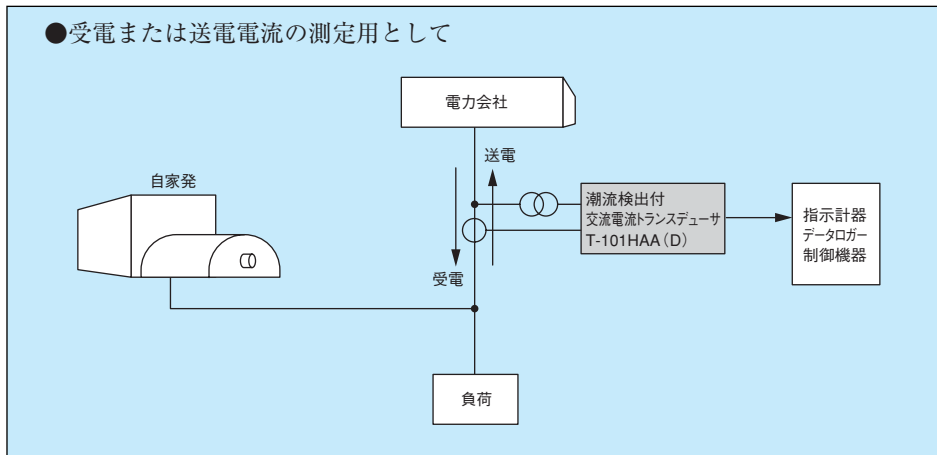 ●受電または送電電流の測定用として
電力会社
送電
自家発
潮流検出付
交流電流トランスデューサ
T-101HAA(D)
指示計器
データロガー
制御機器
受電
負荷